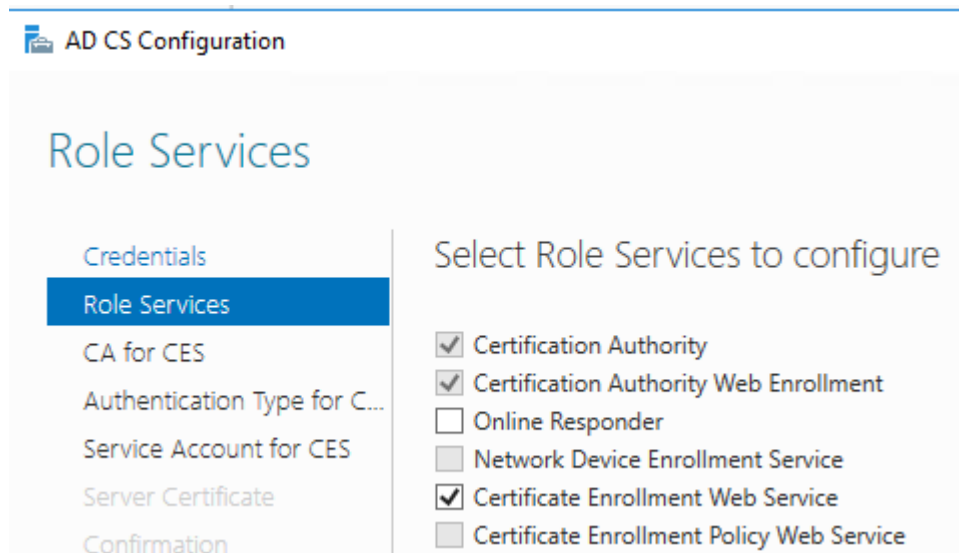 AD CS Configuration
Role Services
Credentials
Role Services
CA for CES
Authentication Type for C...
Service Account for CES
Server Certificate
Confirmation
Select Role Services to configure
Certification Authority
Certification Authority Web Enrollment
Online Responder
Network Device Enrollment Service
Certificate Enrollment Web Service
Certificate Enrollment Policy Web Service